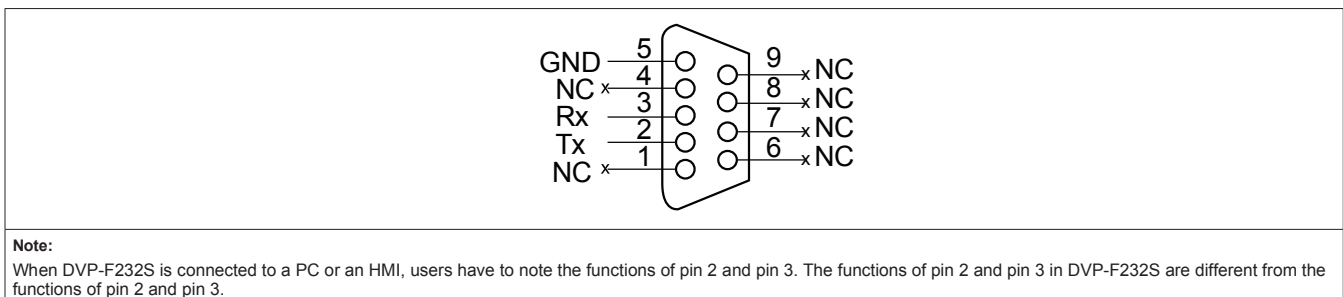 GND 5 9 x NC
NC x 4 8 x NC
Rx 3 7 x NC
Tx 2 6 x NC
NC x 1
Note:
When DVP-F232S is connected to a PC or an HMI, users have to note the functions of pin 2 and pin 3. The functions of pin 2 and pin 3 in DVP-F232S are different from the
functions of pin 2 and pin 3.